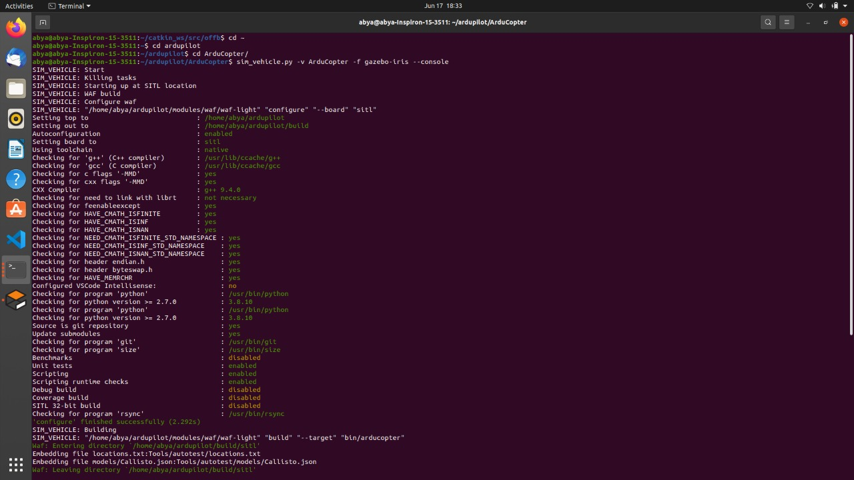 Activities
Terminal
Jun 17 18:33
abya@abya-Inspiron-15-3511: ~/ardupilot/ArduCopter
abya@abya-Inspiron-15-3511:~/catkin_ws/src/offb$ cd ~
abya@abya-Inspiron-15-3511:~$ cd ardupilot
abya@abya-Inspiron-15-3511:~/ardupilot$ cd ArduCopter/
abya@abya-Inspiron-15-3511:~/ardupilot/ArduCopter$ sim_vehicle.py -v ArduCopter -f gazebo-iris --console
SIM_VEHICLE: Start
SIM_VEHICLE: Killing tasks
SIM_VEHICLE: Starting up at SITL location
SIM_VEHICLE: WAF build
SIM_VEHICLE: Configure waf
SIM_VEHICLE: "/home/abya/ardupilot/modules/waf/waf-light" "configure" "--board" "sitl"
Setting top to : /home/abya/ardupilot
Setting out to : /home/abya/ardupilot/build
Autoconfiguration : enabled
Setting board to : sitl
Using toolchain : native
Checking for 'g++' (C++ compiler) : /usr/lib/ccache/g++
Checking for 'gcc' (C compiler) : /usr/lib/ccache/gcc
Checking for c flags '-MMD' : yes
Checking for cxx flags '-MMD' : yes
CXX Compiler : g++ 9.4.0
Checking for need to link with librt : not necessary
Checking for feenableexcept : yes
Checking for HAVE_CMATH_ISFINITE : yes
Checking for HAVE_CMATH_ISINF : yes
Checking for HAVE_CMATH_ISNAN : yes
Checking for NEED_CMATH_ISFINITE_STD_NAMESPACE : yes
Checking for NEED_CMATH_ISINF_STD_NAMESPACE : yes
Checking for NEED_CMATH_ISNAN_STD_NAMESPACE : yes
Checking for header endian.h : yes
Checking for header byteswap.h : yes
Checking for HAVE_MEMRCHR : yes
Configured VSCode Intellisense: : no
Checking for program 'python' : /usr/bin/python
Checking for python version >= 2.7.0 : 3.8.10
Checking for program 'python' : /usr/bin/python
Checking for python version >= 2.7.0 : 3.8.10
Source is git repository : yes
Update submodules : yes
Checking for program 'git' : /usr/bin/git
Checking for program 'size' : /usr/bin/size
Benchmarks : disabled
Unit tests : enabled
Scripting : enabled
Scripting runtime checks : enabled
Debug build : disabled
Coverage build : disabled
SITL 32-bit build : disabled
Checking for program 'rsync' : /usr/bin/rsync
'configure' finished successfully (2.292s)
SIM_VEHICLE: Building
SIM_VEHICLE: "/home/abya/ardupilot/modules/waf/waf-light" "build" "--target" "bin/arducopter"
Waf: Entering directory `/home/abya/ardupilot/build/sitl'
Embedding file locations.txt:Tools/autotest/locations.txt
Embedding file models/Callisto.json:Tools/autotest/models/Callisto.json
Waf: Leaving directory `/home/abya/ardupilot/build/sitl'